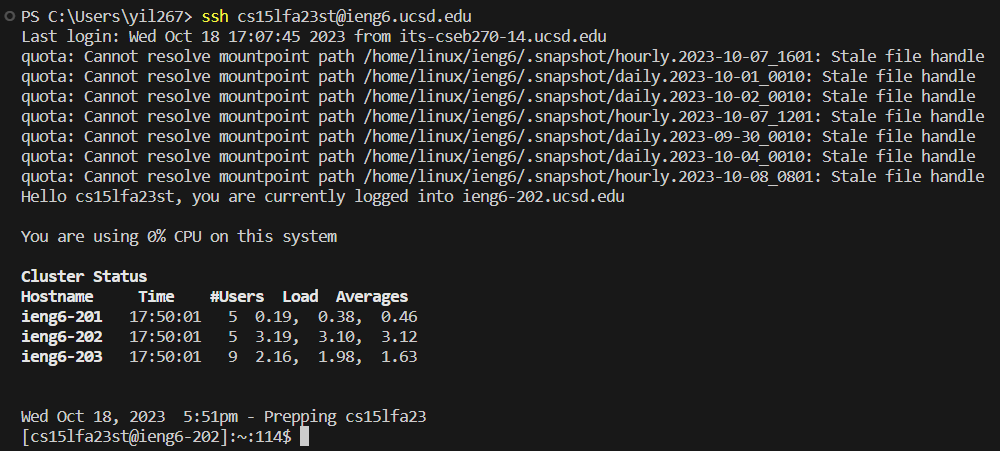 PS C:\Users\yil267> ssh cs15lfa23st@ieng6.ucsd.edu
Last login: Wed Oct 18 17:07:45 2023 from its-cseb270-14.ucsd.edu
quota: Cannot resolve mountpoint path /home/linux/ieng6/.snapshot/hourly.2023-10-07_1601: Stale file handle
quota: Cannot resolve mountpoint path /home/linux/ieng6/.snapshot/daily.2023-10-01_0010: Stale file handle
quota: Cannot resolve mountpoint path /home/linux/ieng6/.snapshot/daily.2023-10-02_0010: Stale file handle
quota: Cannot resolve mountpoint path /home/linux/ieng6/.snapshot/hourly.2023-10-07_1201: Stale file handle
quota: Cannot resolve mountpoint path /home/linux/ieng6/.snapshot/daily.2023-09-30_0010: Stale file handle
quota: Cannot resolve mountpoint path /home/linux/ieng6/.snapshot/daily.2023-10-04_0010: Stale file handle
quota: Cannot resolve mountpoint path /home/linux/ieng6/.snapshot/hourly.2023-10-08_0801: Stale file handle
Hello cs15lfa23st, you are currently logged into ieng6-202.ucsd.edu
You are using 0% CPU on this system
Cluster Status
Hostname     Time    #Users  Load  Averages
ieng6-201   17:50:01   5  0.19,  0.38,  0.46
ieng6-202   17:50:01   5  3.19,  3.10,  3.12
ieng6-203   17:50:01   9  2.16,  1.98,  1.63
Wed Oct 18, 2023  5:51pm - Prepping cs15lfa23
[cs15lfa23st@ieng6-202]:~:114$